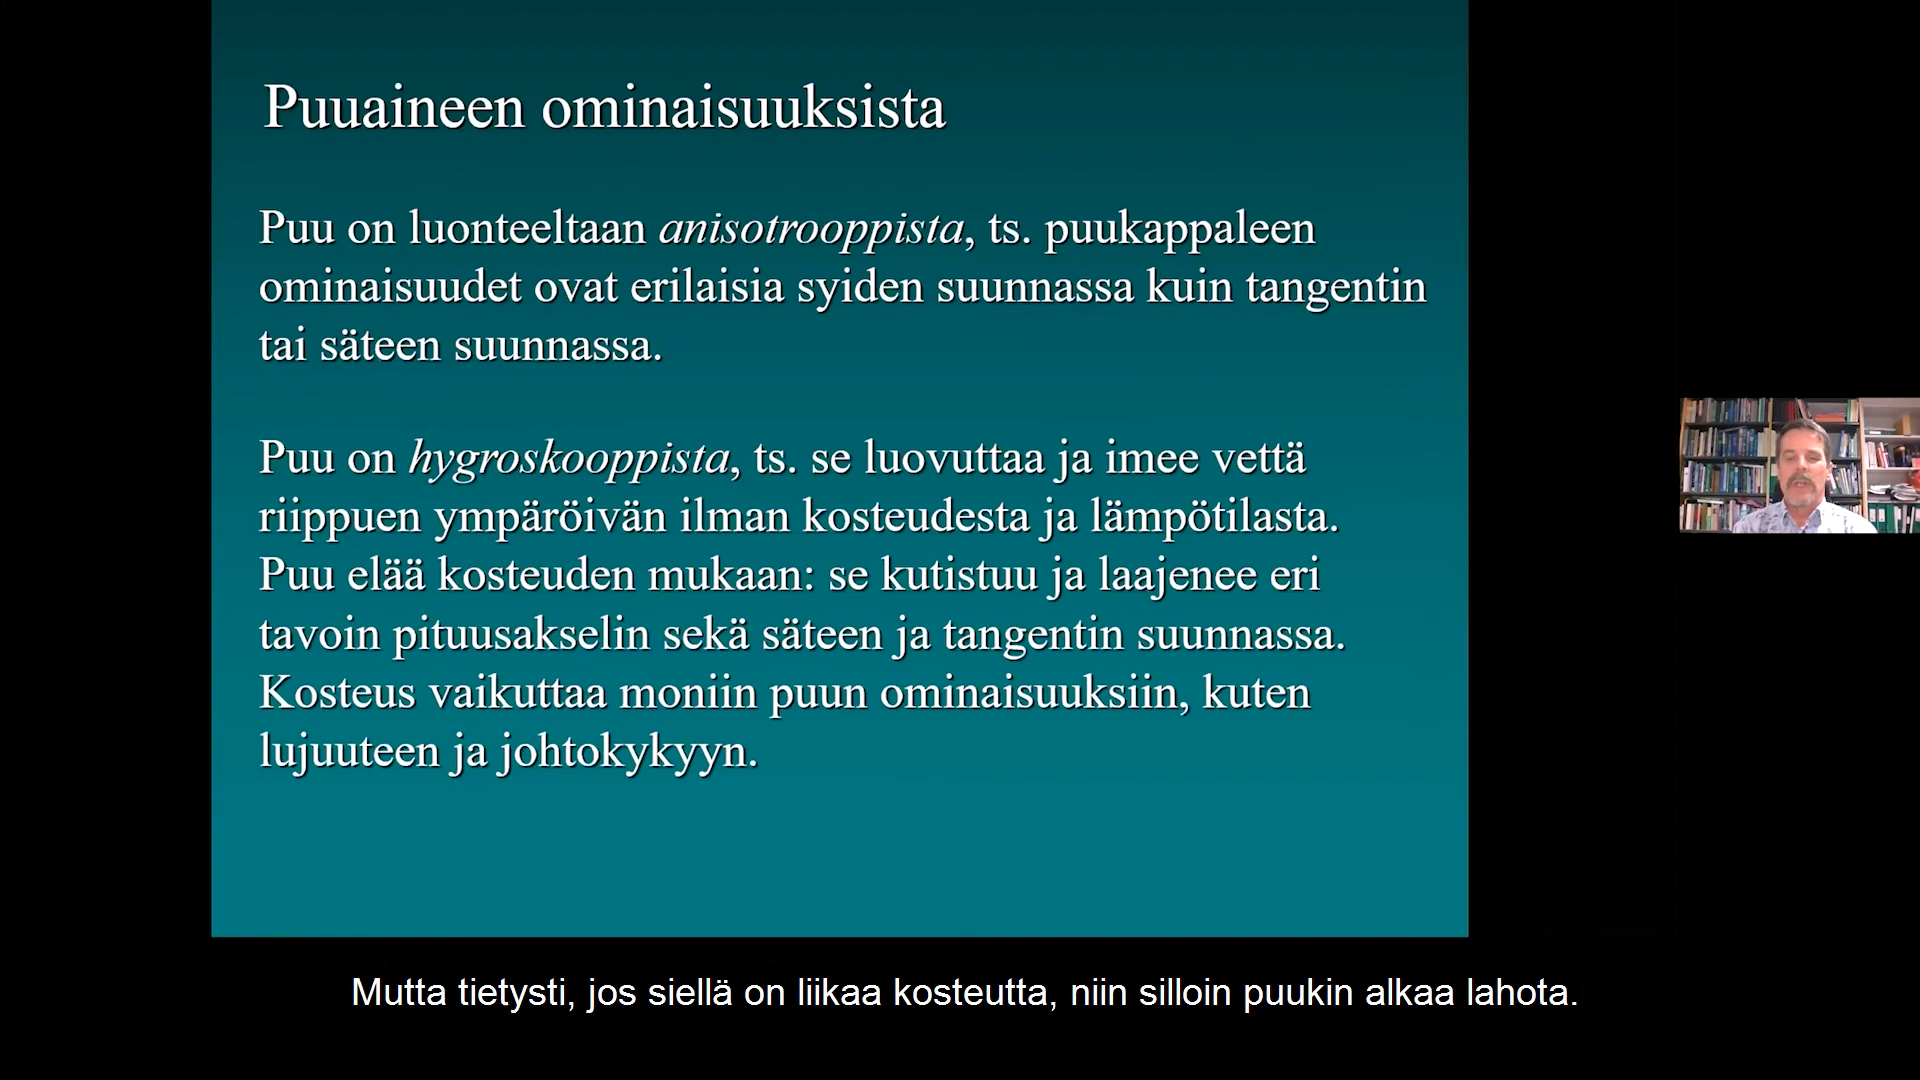 Puuaineen ominaisuuksista
Puu on luonteeltaan anisotrooppista, ts. puukappaleen
ominaisuudet ovat erilaisia syiden suunnassa kuin tangentin
tai säteen suunnassa.
Puu on hygroskooppista, ts. se luovuttaa ja imee vettä
riippuen ympäröivän ilman kosteudesta ja lämpötilasta.
Puu elää kosteuden mukaan: se kutistuu ja laajenee eri
tavoin pituusakselin sekä säteen ja tangentin suunnassa.
Kosteus vaikuttaa moniin puun ominaisuuksiin, kuten
lujuuteen ja johtokykyyn.
Mutta tietysti, jos siellä on liikaa kosteutta, niin silloin puukin alkaa lahota.